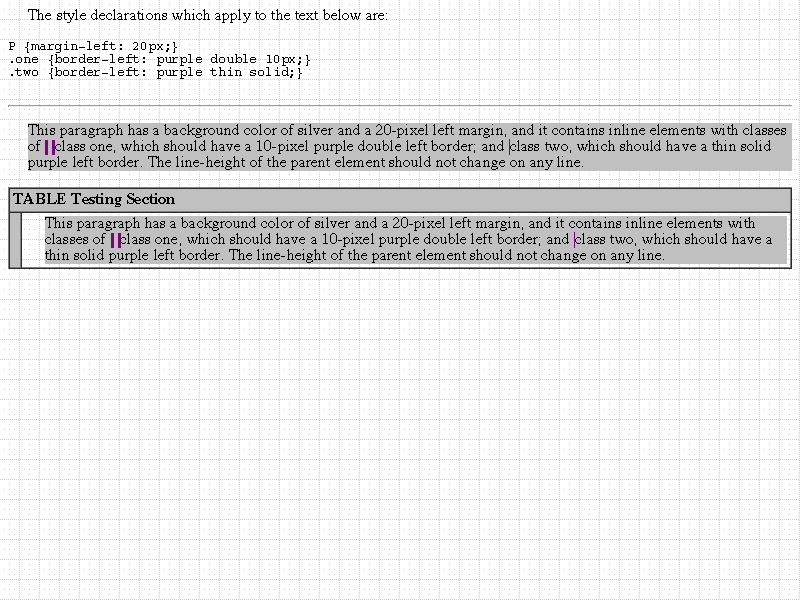 The style declarations which apply to the text below are:
P {margin-left: 20px;}
.one {border-left: purple double 10px;}
.two {border-left: purple thin solid;}
This paragraph has a background color of silver and a 20-pixel left margin, and it contains inline elements with classes
of class one, which should have a 10-pixel purple double left border; and class two, which should have a thin solid
purple left border. The line-height of the parent element should not change on any line.
TABLE Testing Section
This paragraph has a background color of silver and a 20-pixel left margin, and it contains inline elements with
classes of class one, which should have a 10-pixel purple double left border; and class two, which should have a
thin solid purple left border. The line-height of the parent element should not change on any line.